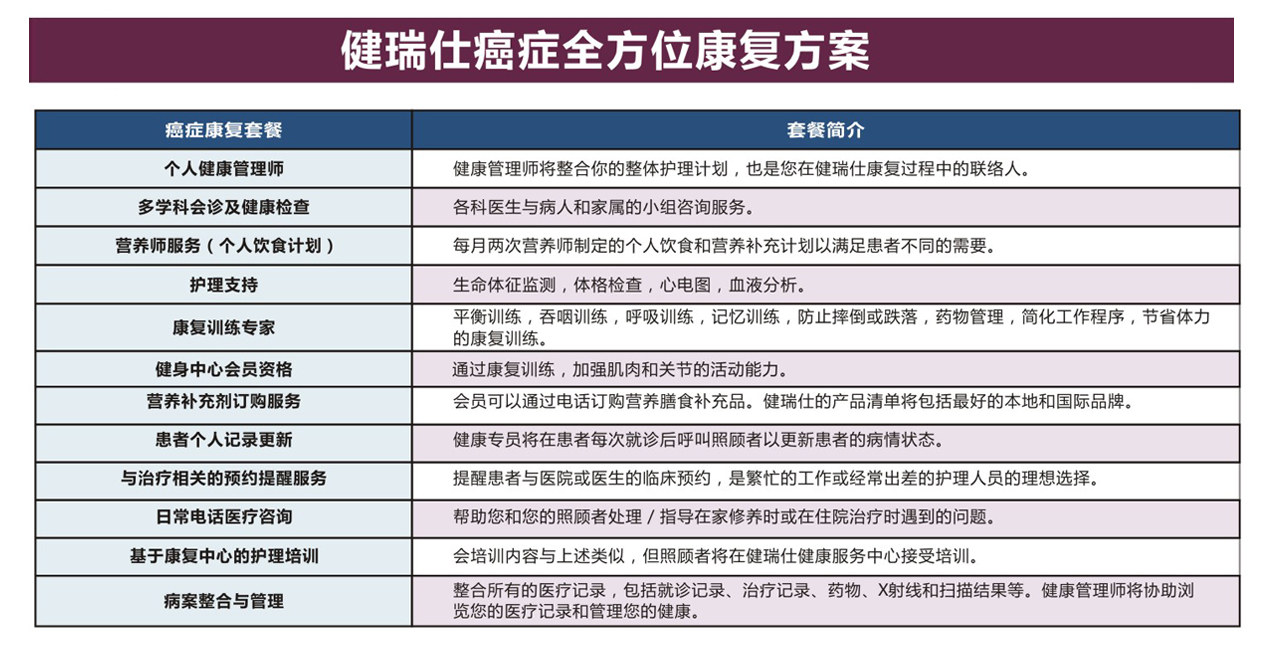 健瑞仕癌症全方位康复方案
癌症康复套餐
套餐简介
个人健康管理师
健康管理师将整合你的整体护理计划，也是您在健瑞仕康复过程中的联络人。
多学科会诊及健康检查
各科医生与病人和家属的小组咨询服务。
营养师服务（个人饮食计划）
每月两次营养师制定的个人饮食和营养补充计划以满足患者不同的需要。
护理支持
生命体征监测，体格检查，心电图，血液分析。
康复训练专家
平衡训练，吞咽训练，呼吸训练，记忆训练，防止摔倒或跌落，药物管理，简化工作程序，节省体力
的康复训练。
健身中心会员资格
通过康复训练，加强肌肉和关节的活动能力。
营养补充剂订购服务
会员可以通过电话订购营养膳食补充品。健瑞仕的产品清单将包括最好的本地和国际品牌。
患者个人记录更新
健康专员将在患者每次就诊后呼叫照顾者以更新患者的病情状态。
与治疗相关的预约提醒服务
提醒患者与医院或医生的临床预约，是繁忙的工作或经常出差的护理人员的理想选择。
日常电话医疗咨询
帮助您和您的照顾者处理 / 指导在家修养时或在住院治疗时遇到的问题。
基于康复中心的护理培训
会培训内容与上述类似，但照顾者将在健瑞仕健康服务中心接受培训。
病案整合与管理
整合所有的医疗记录，包括就诊记录、治疗记录、药物、X射线和扫描结果等。健康管理师将协助浏
览您的医疗记录和管理您的健康。